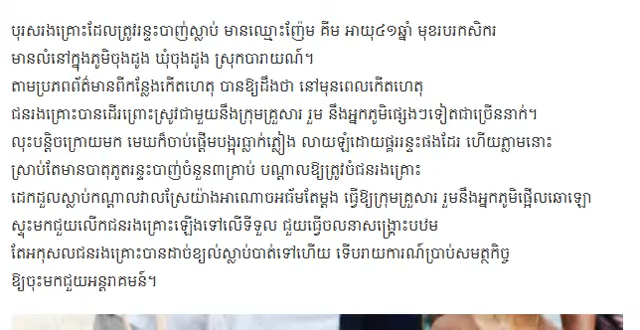 បុរសរងគ្រោះដែលត្រូវរន្ទះបាញ់ស្លាប់ មានឈ្មោះញ៉ែម គីម អាយុ៤១ឆ្នាំ មុខរបរកសិករ
មានលំនៅក្នុងភូមិចុងដូង ឃុំចុងដូង ស្រុកបារាយណ៍។
តាមប្រភពព័ត៌មានពីកន្លែងកើតហេតុ បានឱ្យដឹងថា នៅមុនពេលកើតហេតុ
ជនរងគ្រោះបានដើរព្រោះស្រូវជាមួយនឹងក្រុមគ្រួសារ រួម នឹងអ្នកភូមិផ្សេងៗទៀតជាច្រើននាក់។
លុះបន្តិចក្រោយមក មេឃក៏ចាប់ផ្តើមបង្អុរធ្លាក់ភ្លៀង លាយឡំដោយផ្គររន្ទះផងដែរ ហើយភ្លាមនោះ
ស្រាប់តែមានបាតុភូតរន្ទះបាញ់ចំនួន៣គ្រាប់ បណ្តាលឱ្យត្រូវចំជនរងគ្រោះ
ដេកដួលស្លាប់កណ្តាលវាលស្រែយ៉ាងអាណោចអធ័មតែម្តង ធ្វើឱ្យក្រុមគ្រួសារ រួមនឹងអ្នកភូមិផ្អើលឆោឡោ
ស្ទុះមកជួយលើកជនរងគ្រោះឡើងទៅលើទីទួល ជួយធ្វើចលនាសង្គ្រោះបឋម
តែអកុសលជនរងគ្រោះបានដាច់ខ្យល់ស្លាប់បាត់ទៅហើយ ទើបរាយការណ៍ប្រាប់សមត្ថកិច្ច
ឱ្យចុះមកជួយអន្តរាគមន៍។